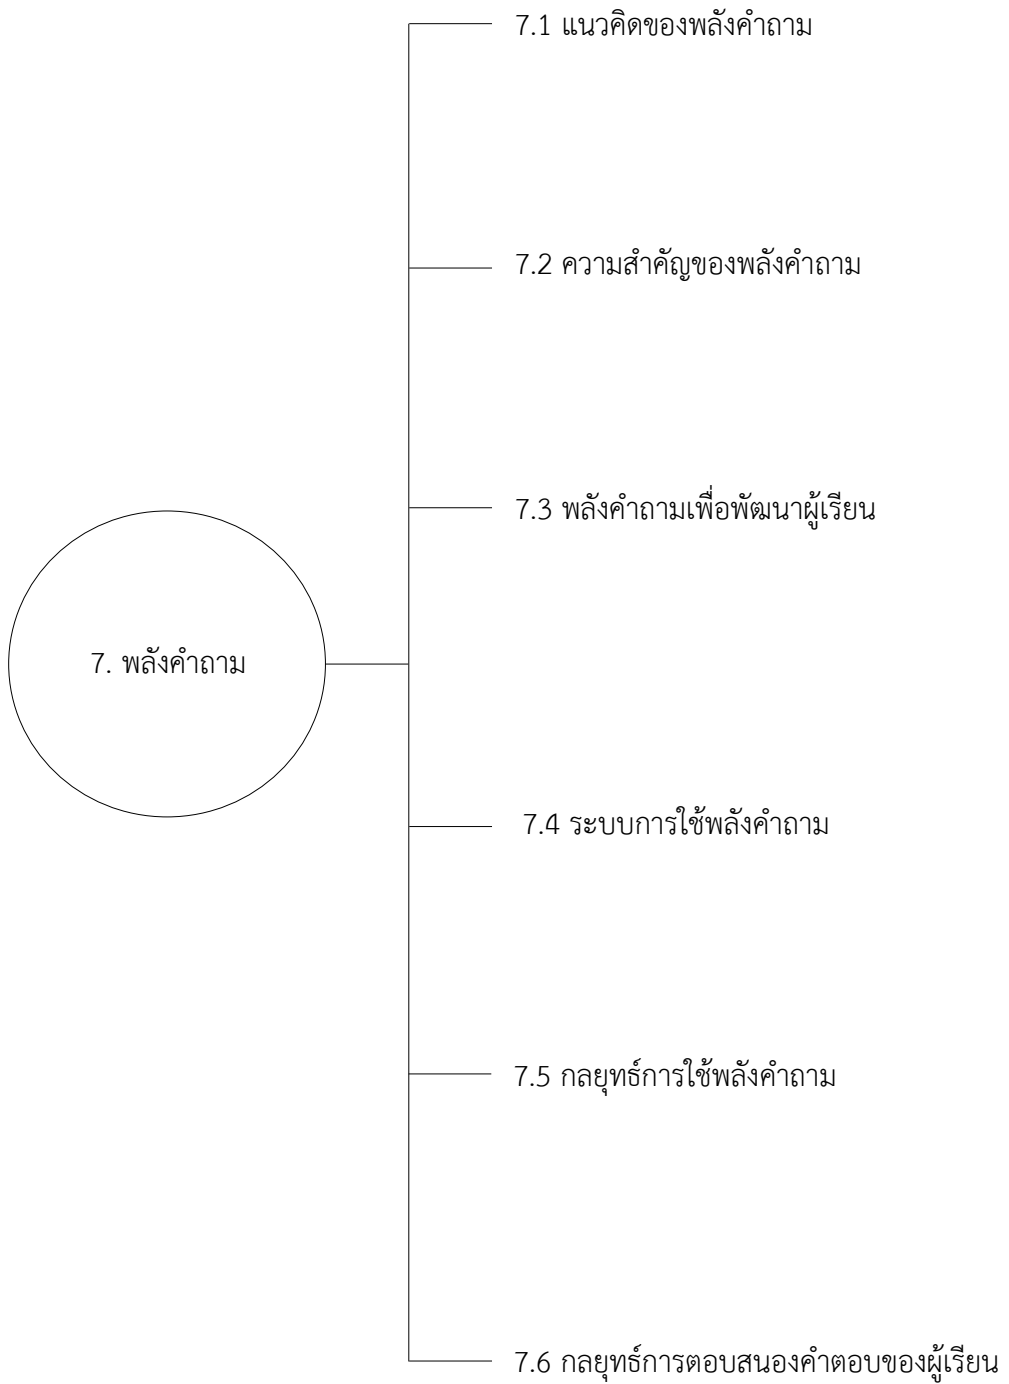 7.1 แนวคิดของพลังคำถาม
7.2 ความสำคัญของพลังคำถาม
7.3 พลังคำถามเพื่อพัฒนาผู้เรียน
7. พลังคำถาม
7.4 ระบบการใช้พลังคำถาม
7.5 กลยุทธ์การใช้พลังคำถาม
7.6 กลยุทธ์การตอบสนองคำตอบของผู้เรียน